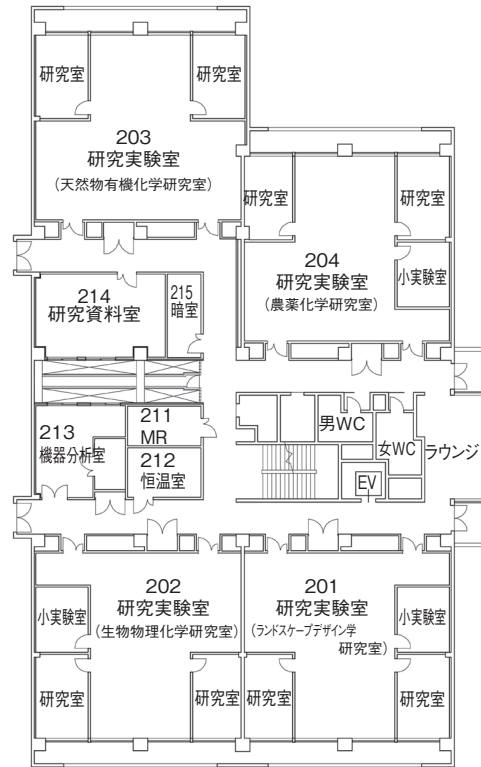 研究室
研究室
203
研究実験室
(天然物有機化学研究室)
研究室
研究室
204
研究実験室
(農薬化学研究室)
小実験室
214
研究資料室
215
暗室
211
MR
男WC
213
機器分析室
212
恒温室
女WC
ラウンジ
EV
202
研究実験室
(生物物理化学研究室)
小実験室
201
研究実験室
(ランドスケープデザイン学
研究室)
小実験室
研究室
研究室
研究室
研究室